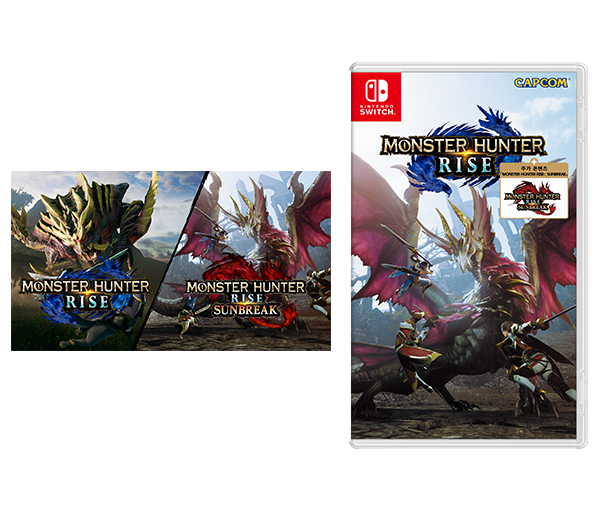 MONSTER HUNTER
RISE
MONSTER HUNTER
RISE
SUNBREAK
NINTENDO
SWITCH
CAPCOM
MONSTER HUNTER
RISE
+
추가 콘텐츠
「MONSTER HUNTER RISE : SUNBREAK」
MONSTER HUNTER
RISE
SUNBREAK